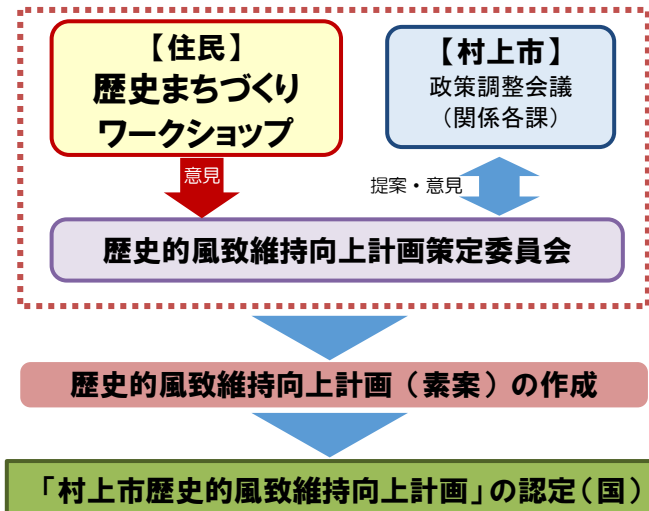 【住民】
歴史まちづくり
ワークショップ
【村上市】
政策調整会議
（関係各課）
意見
提案・意見
歴史的風致維持向上計画策定委員会
歴史的風致維持向上計画（素案）の作成
「村上市歴史的風致維持向上計画」の認定（国）